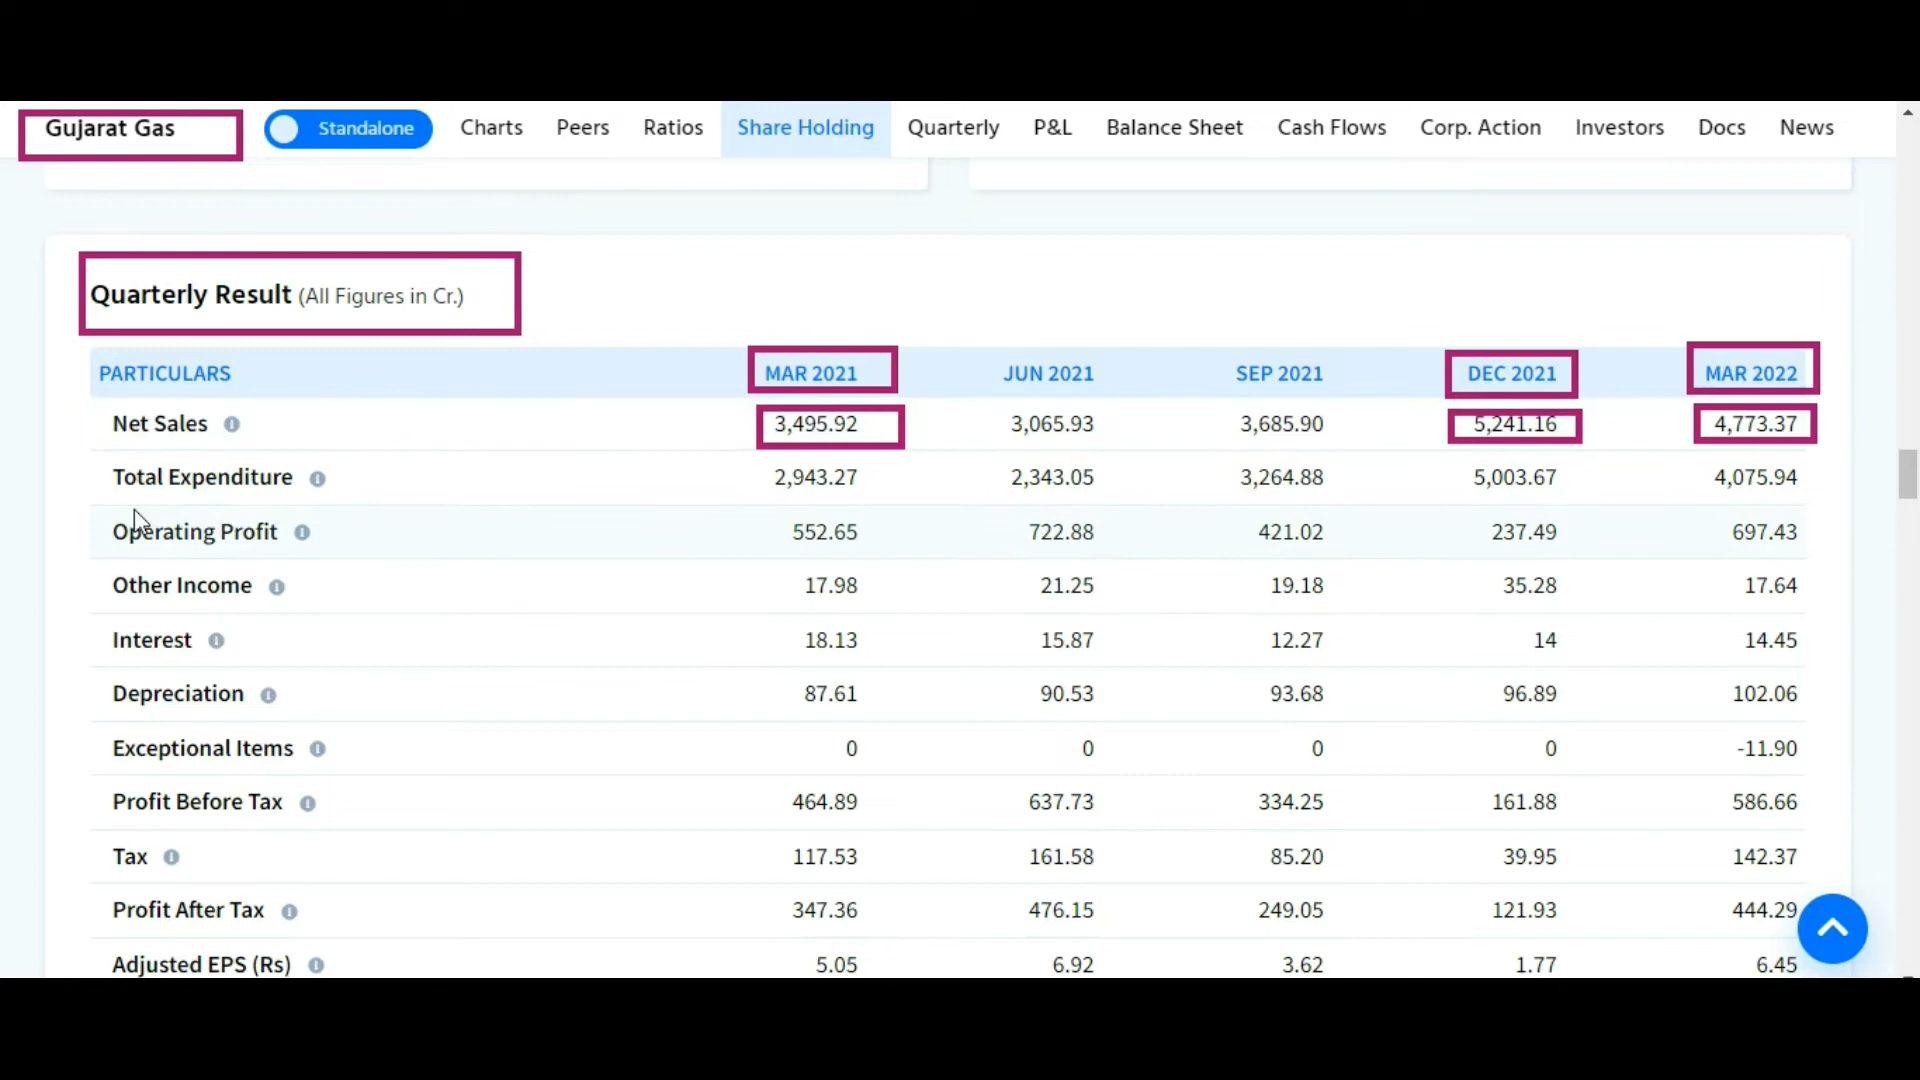 Gujarat Gas Standalone Charts Peers Ratios Share Holding Quarterly P&L Balance Sheet Cash Flows Corp. Action Investors Docs News
Quarterly Result (All Figures in Cr.)
PARTICULARS MAR 2021 JUN 2021 SEP 2021 DEC 2021 MAR 2022
Net Sales 3,495.92 3,065.93 3,685.90 5,241.16 4,773.37
Total Expenditure 2,943.27 2,343.05 3,264.88 5,003.67 4,075.94
Operating Profit 552.65 722.88 421.02 237.49 697.43
Other Income 17.98 21.25 19.18 35.28 17.64
Interest 18.13 15.87 12.27 14 14.45
Depreciation 87.61 90.53 93.68 96.89 102.06
Exceptional Items 0 0 0 0 -11.90
Profit Before Tax 464.89 637.73 334.25 161.88 586.66
Tax 117.53 161.58 85.20 39.95 142.37
Profit After Tax 347.36 476.15 249.05 121.93 444.29
Adjusted EPS (Rs) 5.05 6.92 3.62 1.77 6.45